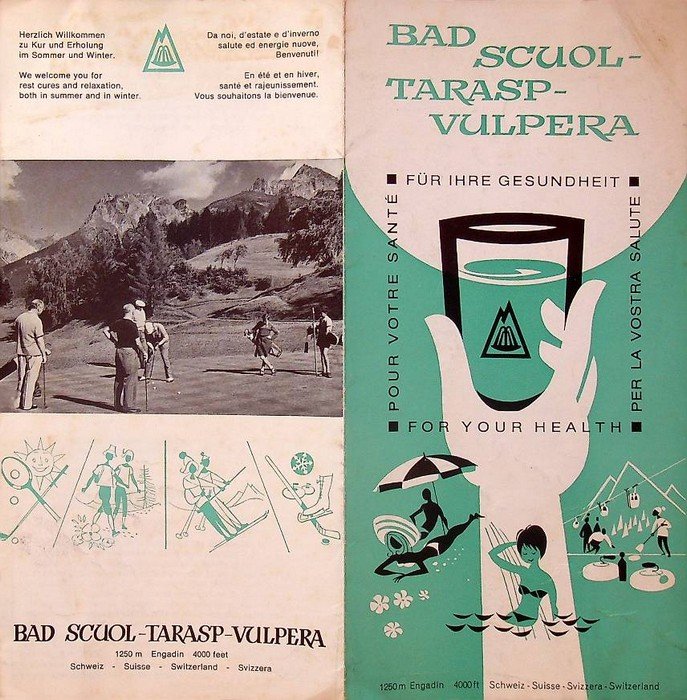 Herzlich Willkommen
zu Kur und Erholung
im Sommer und Winter.
Da noi, d'estate e d'inverno
salute ed energie nuove,
Benvenuti!
We welcome you for
rest cures and relaxation,
both in summer and in winter.
En été et en hiver,
santé et rajeunissement.
Vous souhaitons la bienvenue.
BAD SCUOL-TARASP-VULPERA
1250 m Engadin 4000 feet
Schweiz - Suisse - Switzerland - Svizzera
BAD
SCUOL-
TARASP-
VULPERA
FÜR IHRE GESUNDHEIT
POUR VOTRE SANTÉ
PER LA VOSTRA SALUTE
FOR YOUR HEALTH
1250 m Engadin 4000 ft Schweiz - Suisse - Svizzera - Switzerland